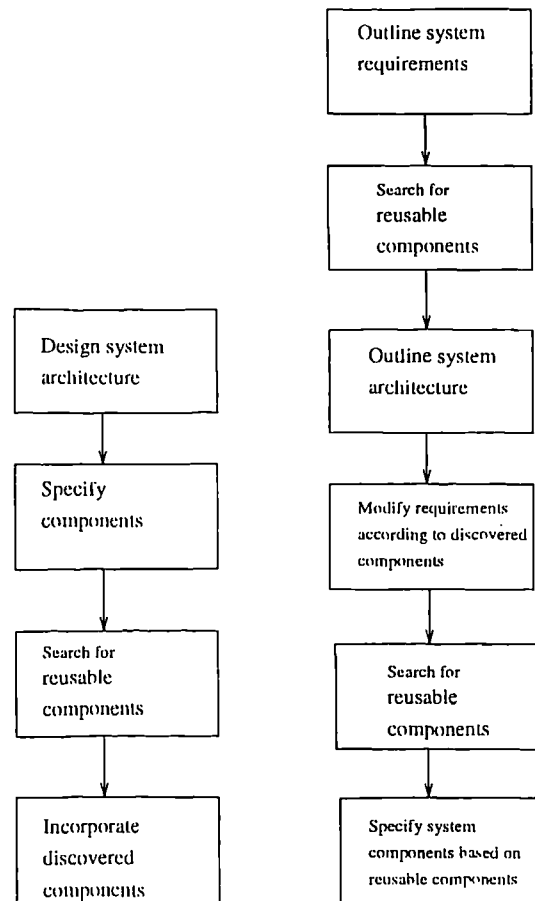 Design system
architecture
Specify
components
Search for
reusable
components
Incorporate
discovered
components
Outline system
requirements
Search for
reusable
components
Outline system
architecture
Modify requirements
according to discovered
components
Search for
reusable
components
Specify system
components based on
reusable components